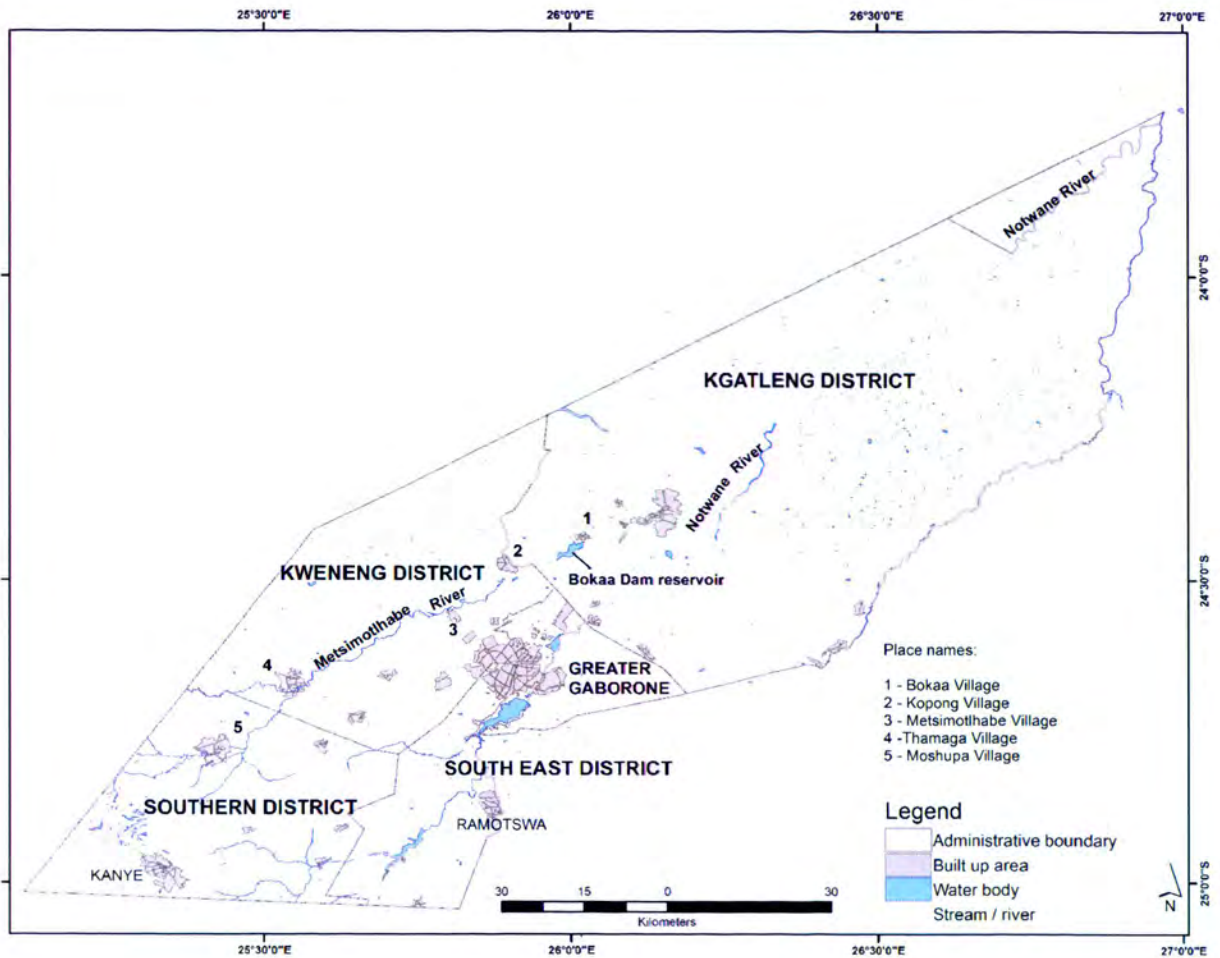 25°30'0"E 26°0'0"E 26°30'0"E 27°0'0"E
Notwane River
24°0'0"S
KGATLENG DISTRICT
Notwane River
1
2
Bokaa Dam reservoir
KWENENG DISTRICT
24°30'0"S
Metsimotlhabe River
3
4
GREATER
GABORONE
5
SOUTH EAST DISTRICT
SOUTHERN DISTRICT
RAMOTSWA
KANYE
Place names:
1 - Bokaa Village
2 - Kopong Village
3 - Metsimotlhabe Village
4 -Thamaga Village
5 - Moshupa Village
Legend
Administrative boundary
Built up area
Water body
Stream / river
30 15 0 30
Kilometers
N
25°0'0"S
25°30'0"E 26°0'0"E 26°30'0"E 27°0'0"E